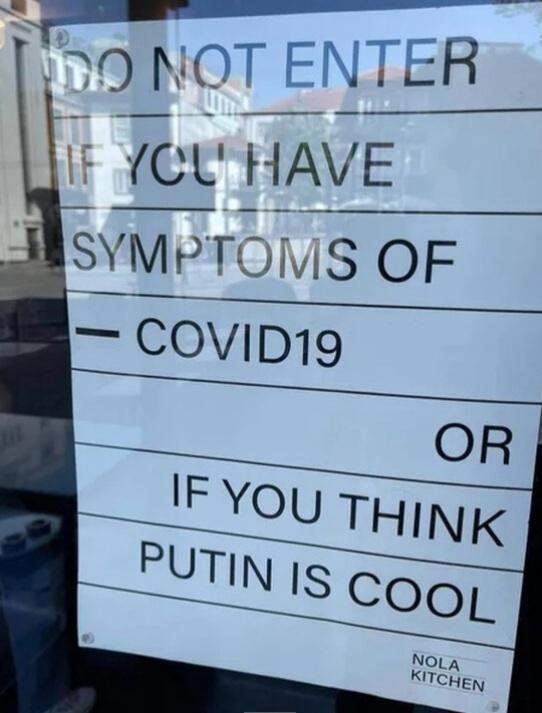 DO NOT ENTER
IF YOU HAVE
SYMPTOMS OF
— COVID19
OR
IF YOU THINK
PUTIN IS COOL
NOLA
KITCHEN